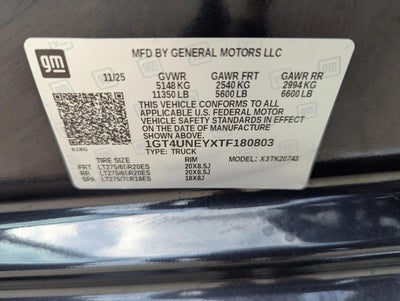 MFD BY GENERAL MOTORS LLC
gm
11/25 GVWR GAWR FRT GAWR RR
5148 KG 2540 KG 2994 KG
11350 LB 5600 LB 6600 LB
THIS VEHICLE CONFORMS TO ALL
APPLICABLE U.S. FEDERAL MOTOR
VEHICLE SAFETY STANDARDS IN
EFFECT ON THE DATE OF
MANUFACTURE SHOWN ABOVE.
1GT4UNEYXTF180803
TYPE: TRUCK MODEL: X3TK20743
TIRE SIZE RIM
FRT LT275/65R20ES 20X8.5J
RR LT275/65R20ES 20X8.5J
SPA LT275/70R18ES 18X8J